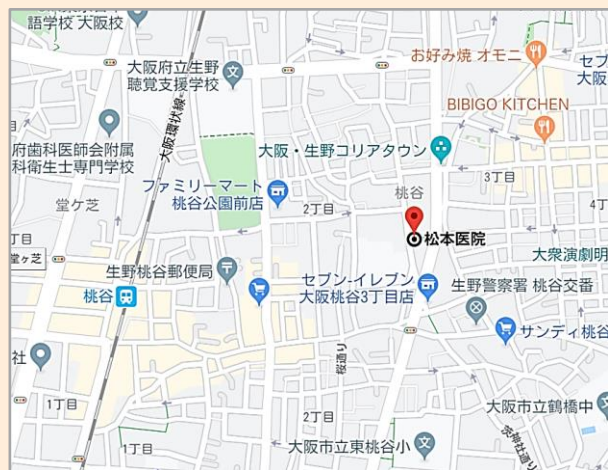 語学校 大阪校
大阪府立生野
聴覚支援学校
お好み焼 オモニ
セブ
BIBIGO KITCHEN
大阪環状線
府歯科医師会附属
科衛生士専門学校
大阪・生野コリアタウン
3丁目
ファミリーマート
桃谷公園前店
桃谷
堂ケ芝
2丁目
4丁
松本医院
丁目
堂ヶ芝
大衆演劇明
生野桃谷郵便局
セブン-イレブン
大阪桃谷3丁目店
生野警察署 桃谷交番
桃谷
サンディ桃谷
社
桜通り
1丁目
2丁目
大阪市立鶴橋中
1丁目
大阪市立東桃谷小